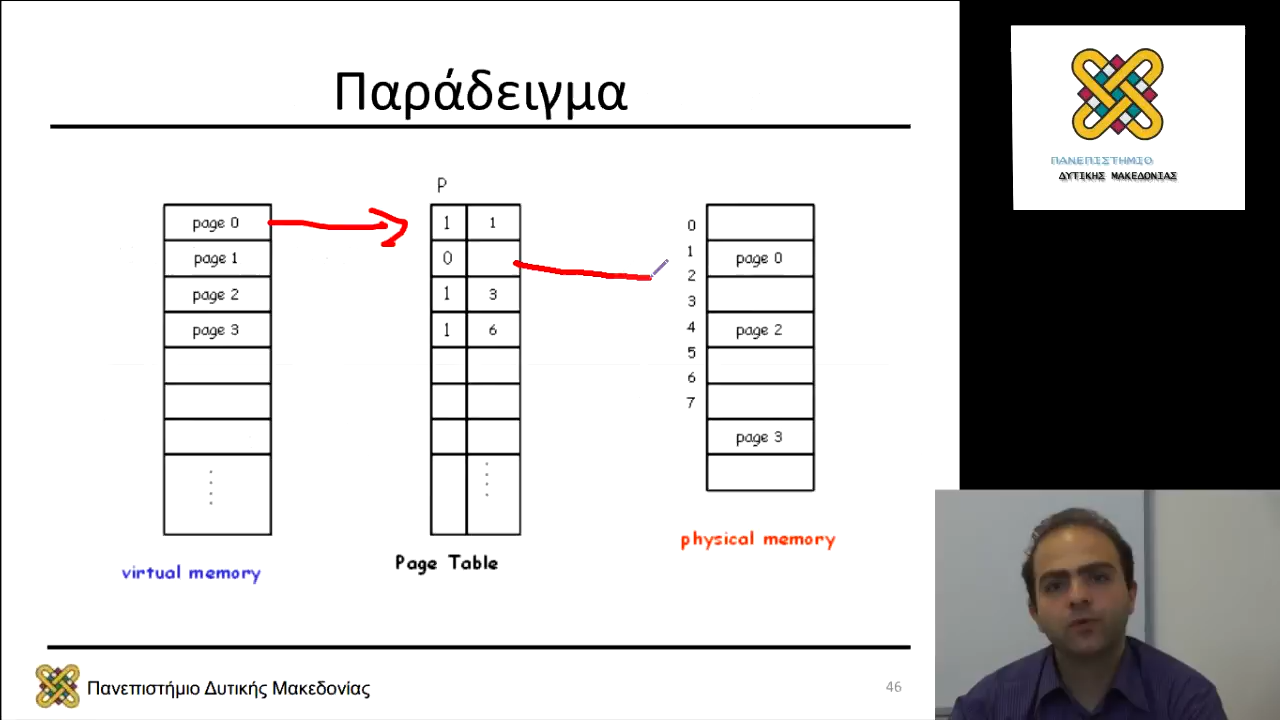 Παράδειγμα
ΠΑΝΕΠΙΣΤΗΜΙΟ
ΔΥΤΙΚΗΣ ΜΑΚΕΔΟΝΙΑΣ
P
page 0
page 1
page 2
page 3
1 1
0
1 3
1 6
0
1
2
3
4
5
6
7
page 0
page 2
page 3
virtual memory
Page Table
physical memory
Πανεπιστήμιο Δυτικής Μακεδονίας
46